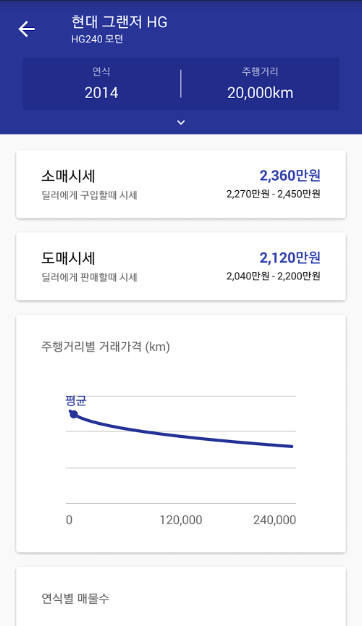 현대 그랜저 HG
HG240 모던
연식
주행거리
2014
20,000km
소매시세
2,360만원
딜러에게 구입할때 시세
2,270만원 - 2,450만원
도매시세
2,120만원
딜러에게 판매할때 시세
2,040만원 - 2,200만원
주행거리별 거래가격 (km)
평균
0
120,000
240,000
연식별 매물수